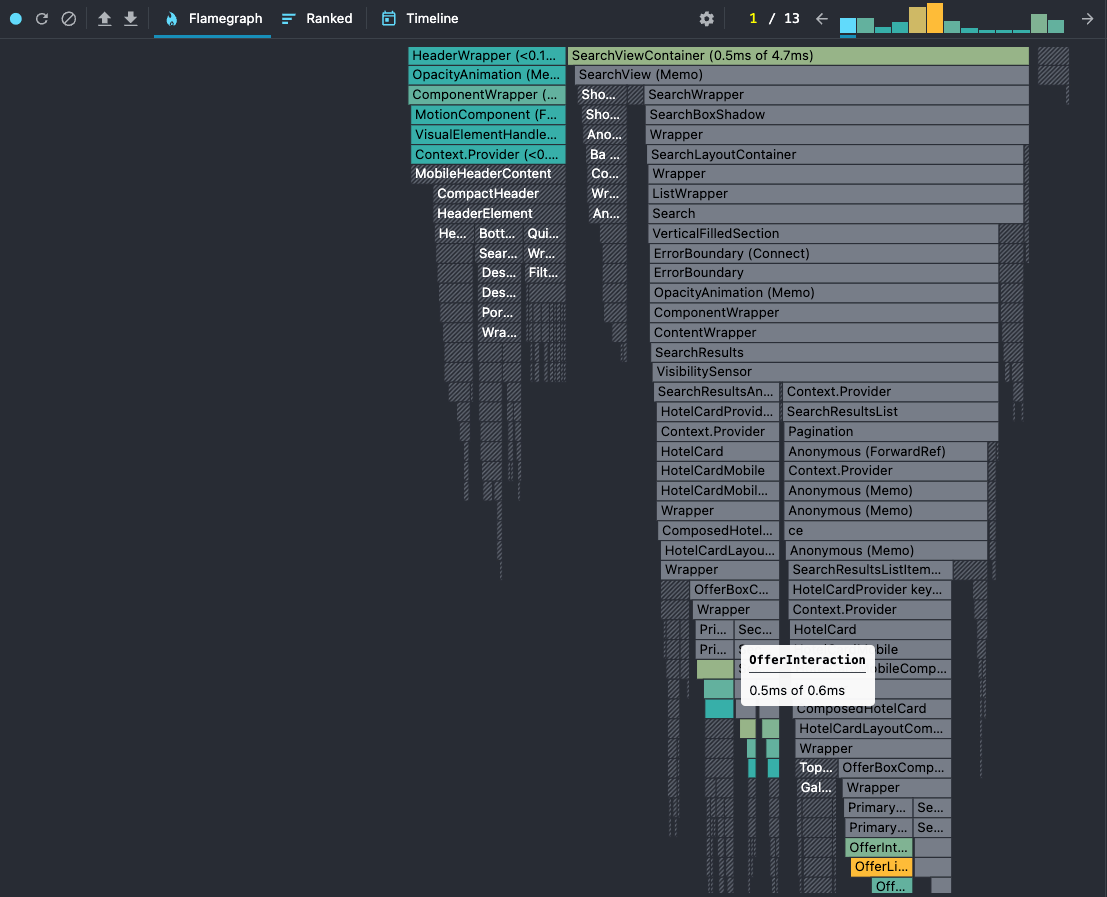 Flamegraph Ranked Timeline 1 / 13
HeaderWrapper (<0.1... SearchViewContainer (0.5ms of 4.7ms)
OpacityAnimation (Me... SearchView (Memo)
ComponentWrapper (... Sho... SearchWrapper
MotionComponent (F... Sho... SearchBoxShadow
VisualElementHandle... Ano... Wrapper
Context.Provider (<0.... Ba ... SearchLayoutContainer
MobileHeaderContent Co... Wrapper
CompactHeader Wr... ListWrapper
HeaderElement An... Search
He... Bott... Qui... VerticalFilledSection
Sear... Wr... ErrorBoundary (Connect)
Des... Filt... ErrorBoundary
Des... OpacityAnimation (Memo)
Por... ComponentWrapper
Wra... ContentWrapper
SearchResults
VisibilitySensor
SearchResultsAn... Context.Provider
HotelCardProvid... SearchResultsList
Context.Provider Pagination
HotelCard Anonymous (ForwardRef)
HotelCardMobile Context.Provider
HotelCardMobil... Anonymous (Memo)
Wrapper Anonymous (Memo)
ComposedHotel... ce
HotelCardLayou... Anonymous (Memo)
Wrapper SearchResultsListItem...
OfferBoxC... HotelCardProvider key...
Wrapper Context.Provider
Pri... Sec... HotelCard
Pri...
OfferInteraction
0.5ms of 0.6ms
ComposedHotelCard
HotelCardLayoutCom...
Wrapper
Top... OfferBoxComp...
Gal... Wrapper
Primary... Se...
Primary... Se...
OfferInt...
OfferLi...
Off...